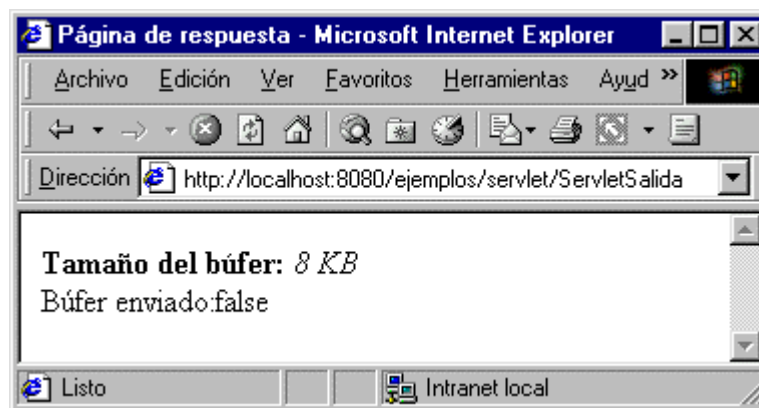 Página de respuesta - Microsoft Internet Explorer
Archivo Edición Ver Favoritos Herramientas Ayud »
Dirección http://localhost:8080/ejemplos/servlet/ServletSalida
Tamaño del búfer: 8 KB
Búfer enviado:false
Listo Intranet local